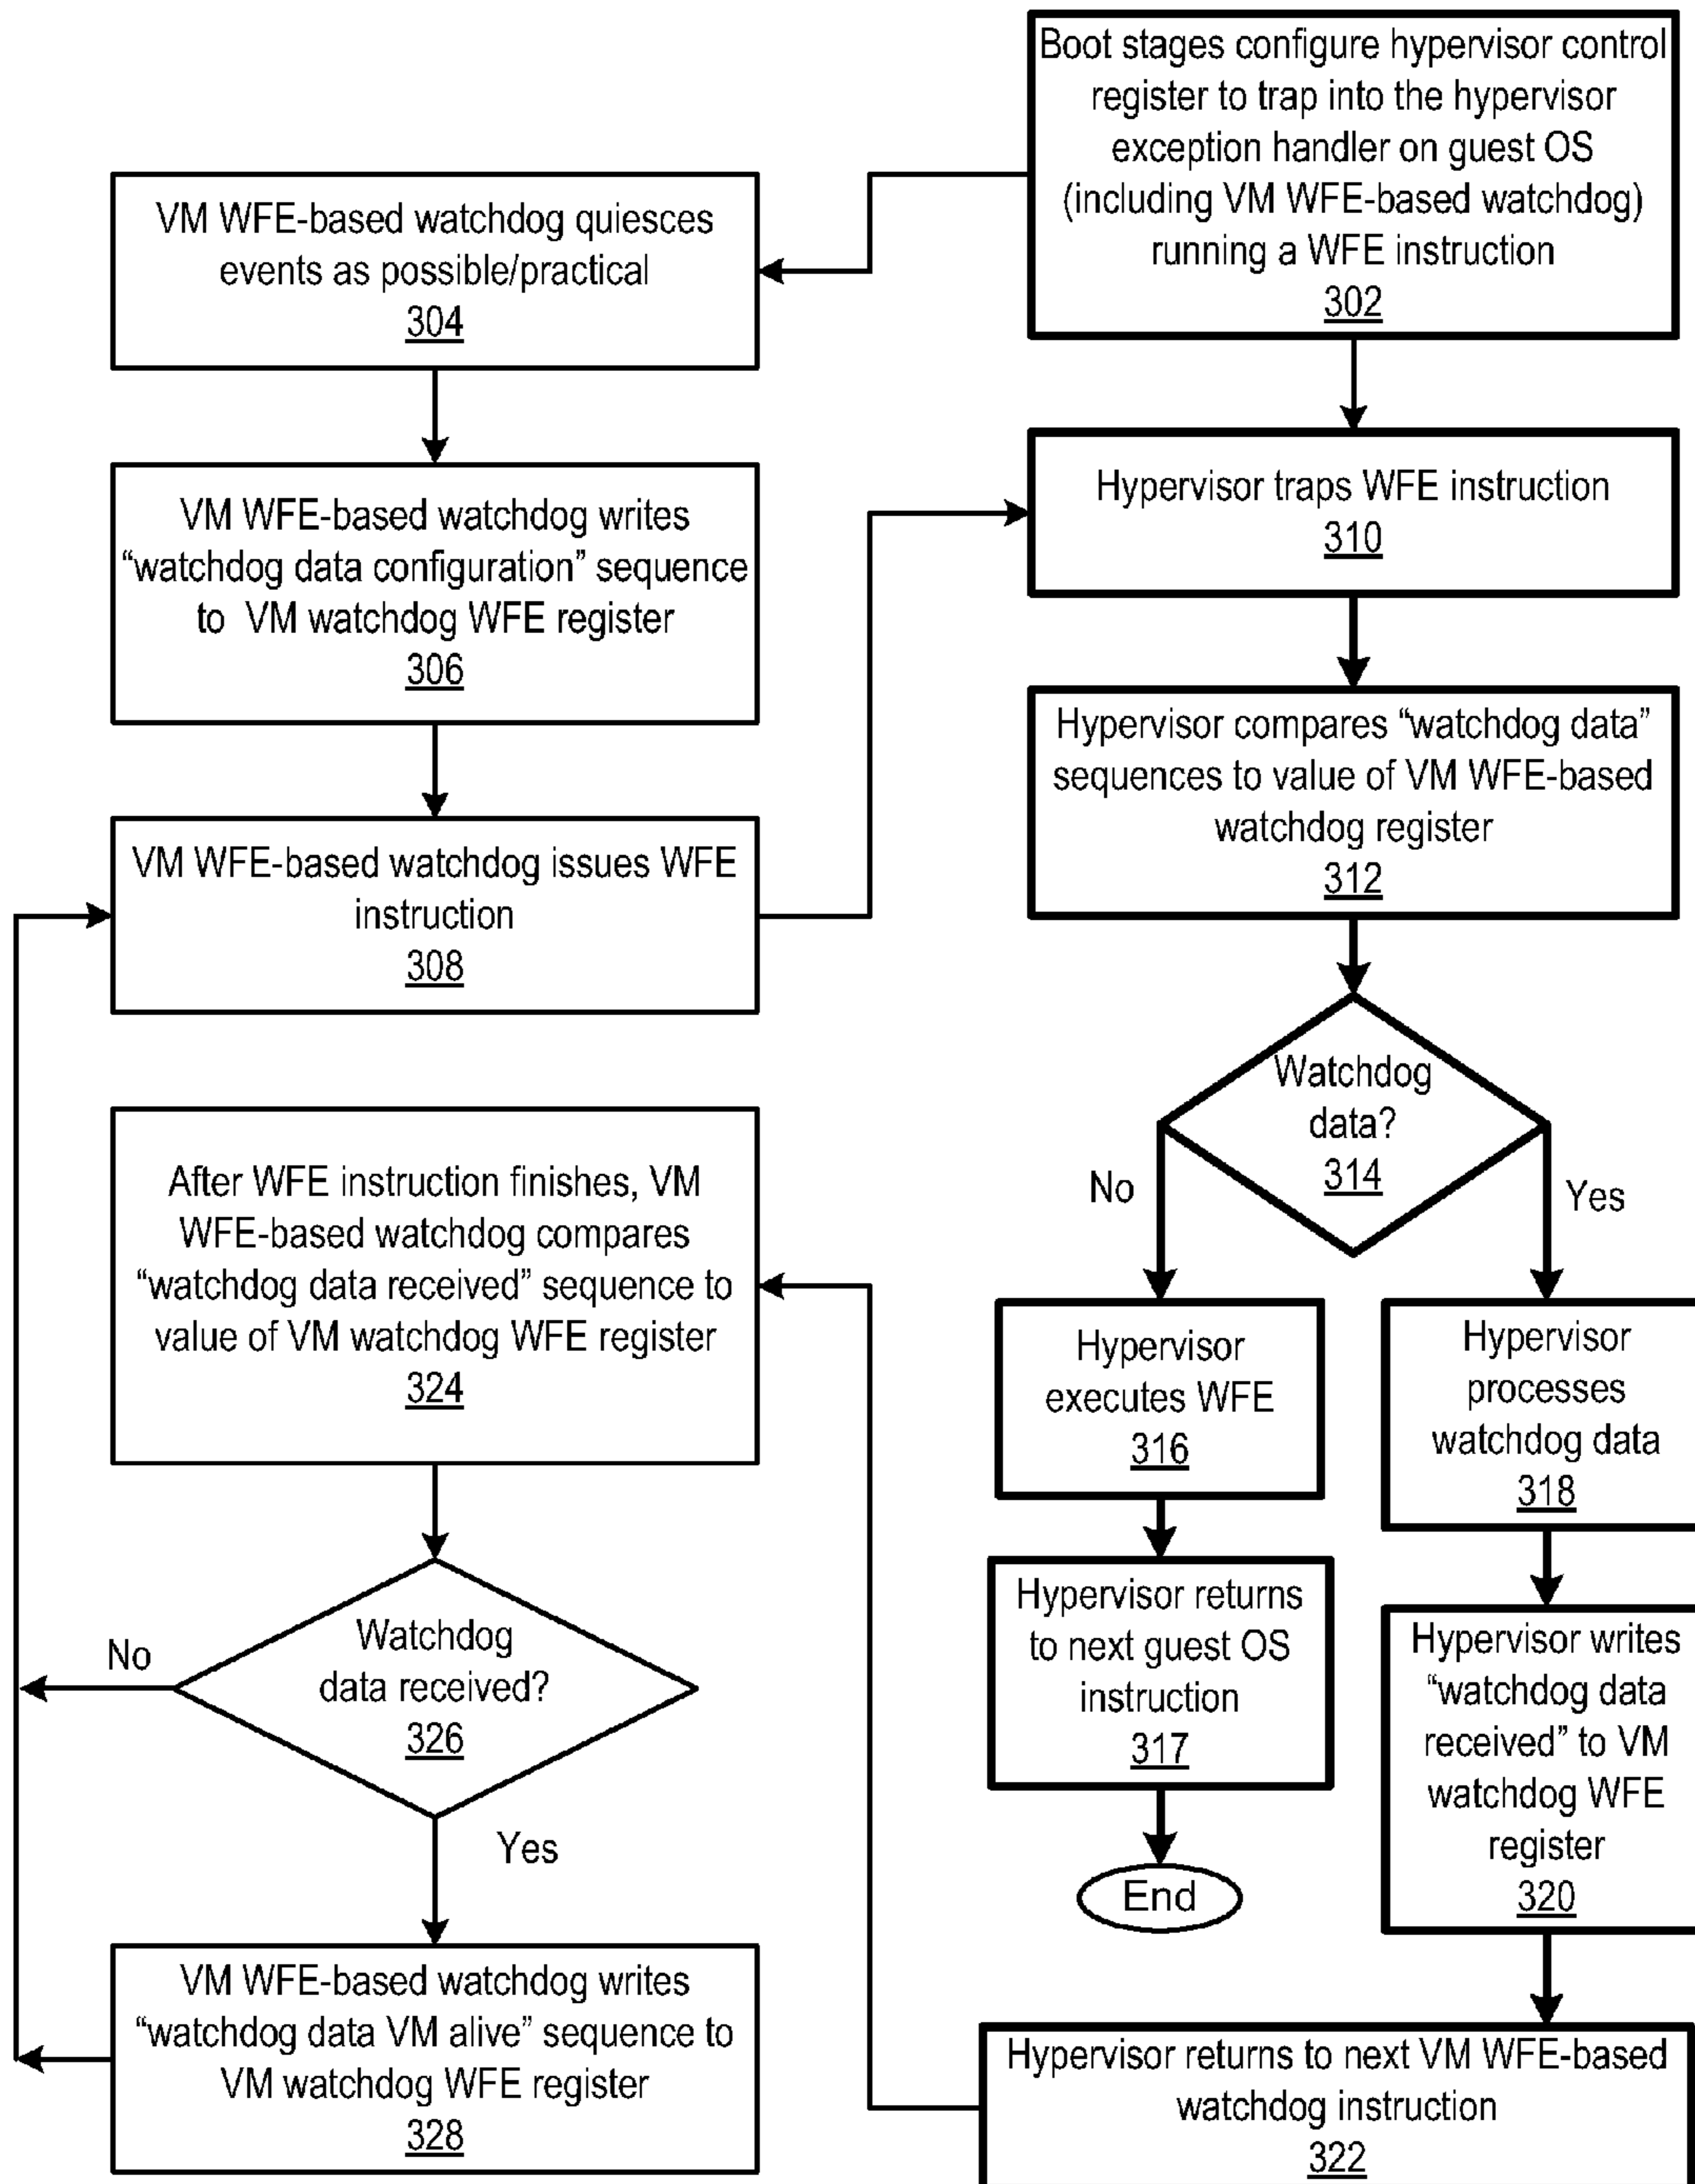 Boot stages configure hypervisor control
register to trap into the hypervisor
exception handler on guest OS
(including VM WFE-based watchdog)
running a WFE instruction
302
VM WFE-based watchdog quiesces
events as possible/practical
304
VM WFE-based watchdog writes
“watchdog data configuration” sequence
to VM watchdog WFE register
306
VM WFE-based watchdog issues WFE
instruction
308
Hypervisor traps WFE instruction
310
Hypervisor compares “watchdog data”
sequences to value of VM WFE-based
watchdog register
312
Watchdog
data?
314
No
Yes
Hypervisor
executes WFE
316
Hypervisor returns
to next guest OS
instruction
317
End
Hypervisor
processes
watchdog data
318
Hypervisor writes
“watchdog data
received” to VM
watchdog WFE
register
320
Hypervisor returns to next VM WFE-based
watchdog instruction
322
After WFE instruction finishes, VM
WFE-based watchdog compares
“watchdog data received” sequence to
value of VM watchdog WFE register
324
Watchdog
data received?
326
No
Yes
VM WFE-based watchdog writes
“watchdog data VM alive” sequence to
VM watchdog WFE register
328